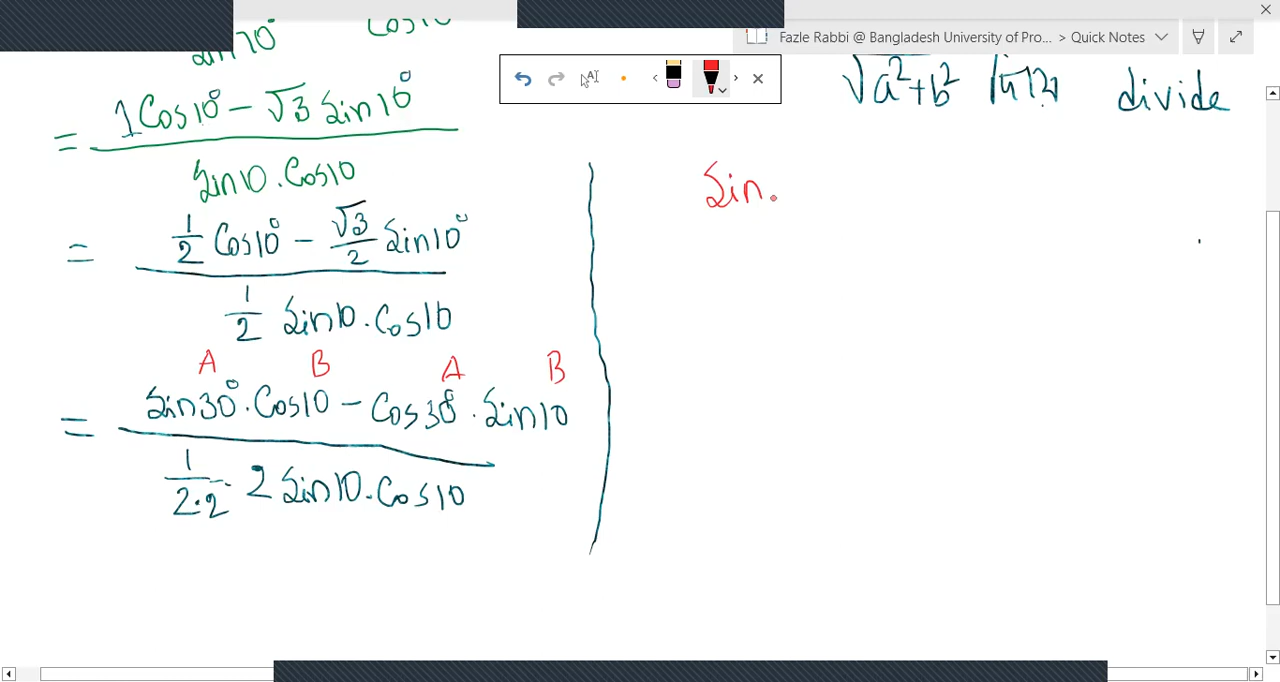 Fazle Rabbi @ Bangladesh University of Pro... > Quick Notes
Cos10°
Sin10°
= 1Cos10° − √3 Sin10°
Sin10 . Cos10
= 1/2 Cos10° − √3/2 Sin10°
1/2 Sin10 . Cos10
A B A B
= Sin30° . Cos10 − Cos30° . Sin10
1/2·2 · 2 Sin10 . Cos10
√a²+b² divide
Sin